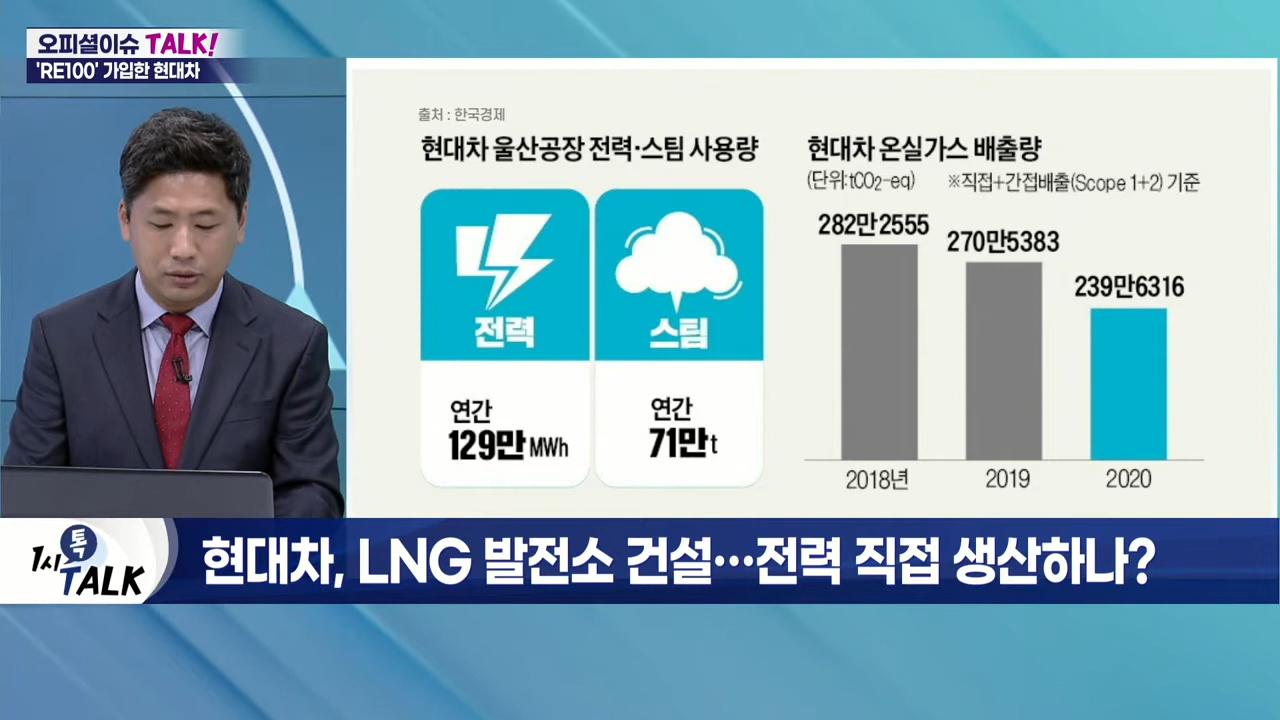 오피셜이슈 TALK!
'RE100' 가입한 현대차
출처 : 한국경제
현대차 울산공장 전력·스팀 사용량
전력
연간
129만 MWh
스팀
연간
71만 t
현대차 온실가스 배출량
(단위:tCO₂-eq) ※직접+간접배출(Scope 1+2) 기준
282만2555
270만5383
239만6316
2018년
2019
2020
1시톡
TALK
현대차, LNG 발전소 건설···전력 직접 생산하나?